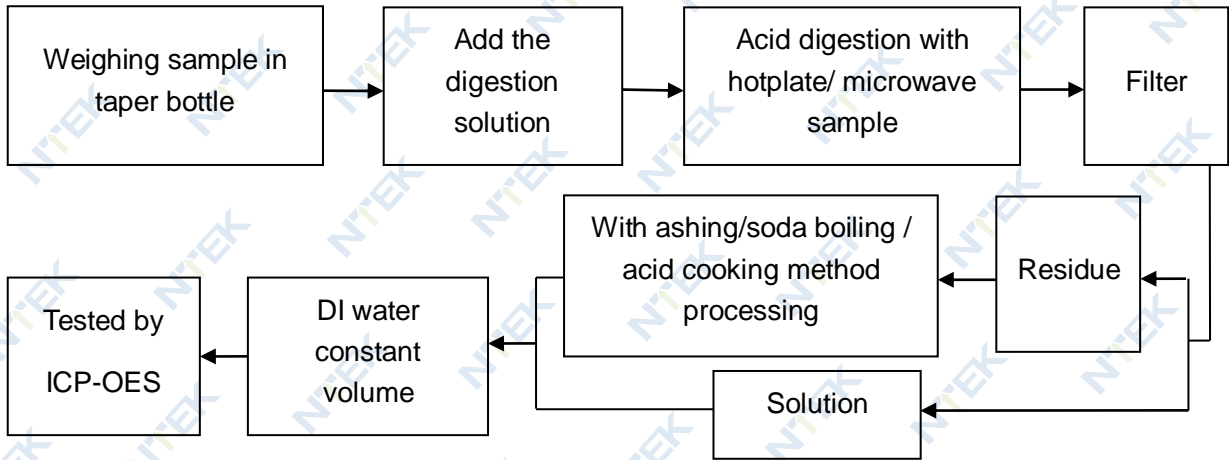 Weighing sample in
taper bottle
Add the
digestion
solution
Acid digestion with
hotplate/ microwave
sample
Filter
Residue
With ashing/soda boiling /
acid cooking method
processing
Solution
DI water
constant
volume
Tested by
ICP-OES
NTEK